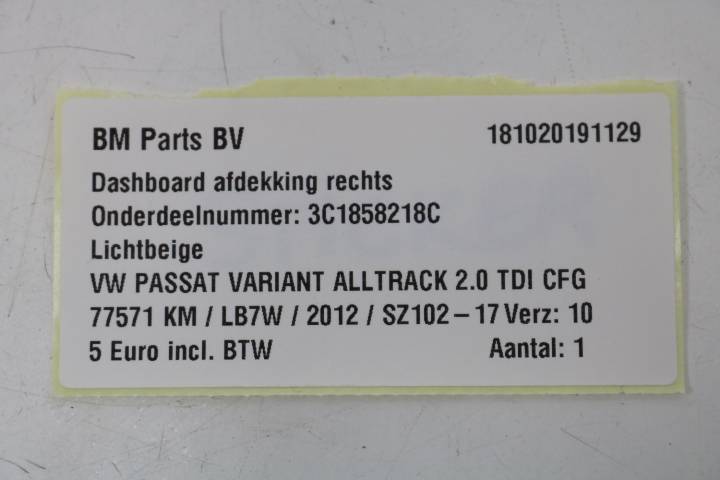 BM Parts BV 181020191129
Dashboard afdekking rechts
Onderdeelnummer: 3C1858218C
Lichtbeige
VW PASSAT VARIANT ALLTRACK 2.0 TDI CFG
77571 KM / LB7W / 2012 / SZ102-17 Verz: 10
5 Euro incl. BTW Aantal: 1